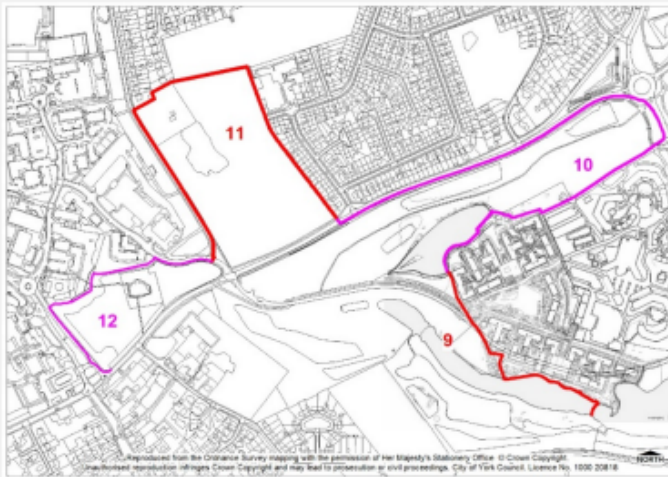 11
10
12
9
NORTH
Reproduced from the Ordnance Survey mapping with the permission of Her Majesty's Stationery Office. © Crown Copyright.
Unauthorised reproduction infringes Crown Copyright and may lead to prosecution or civil proceedings. City of York Council. Licence No. 1000 20818